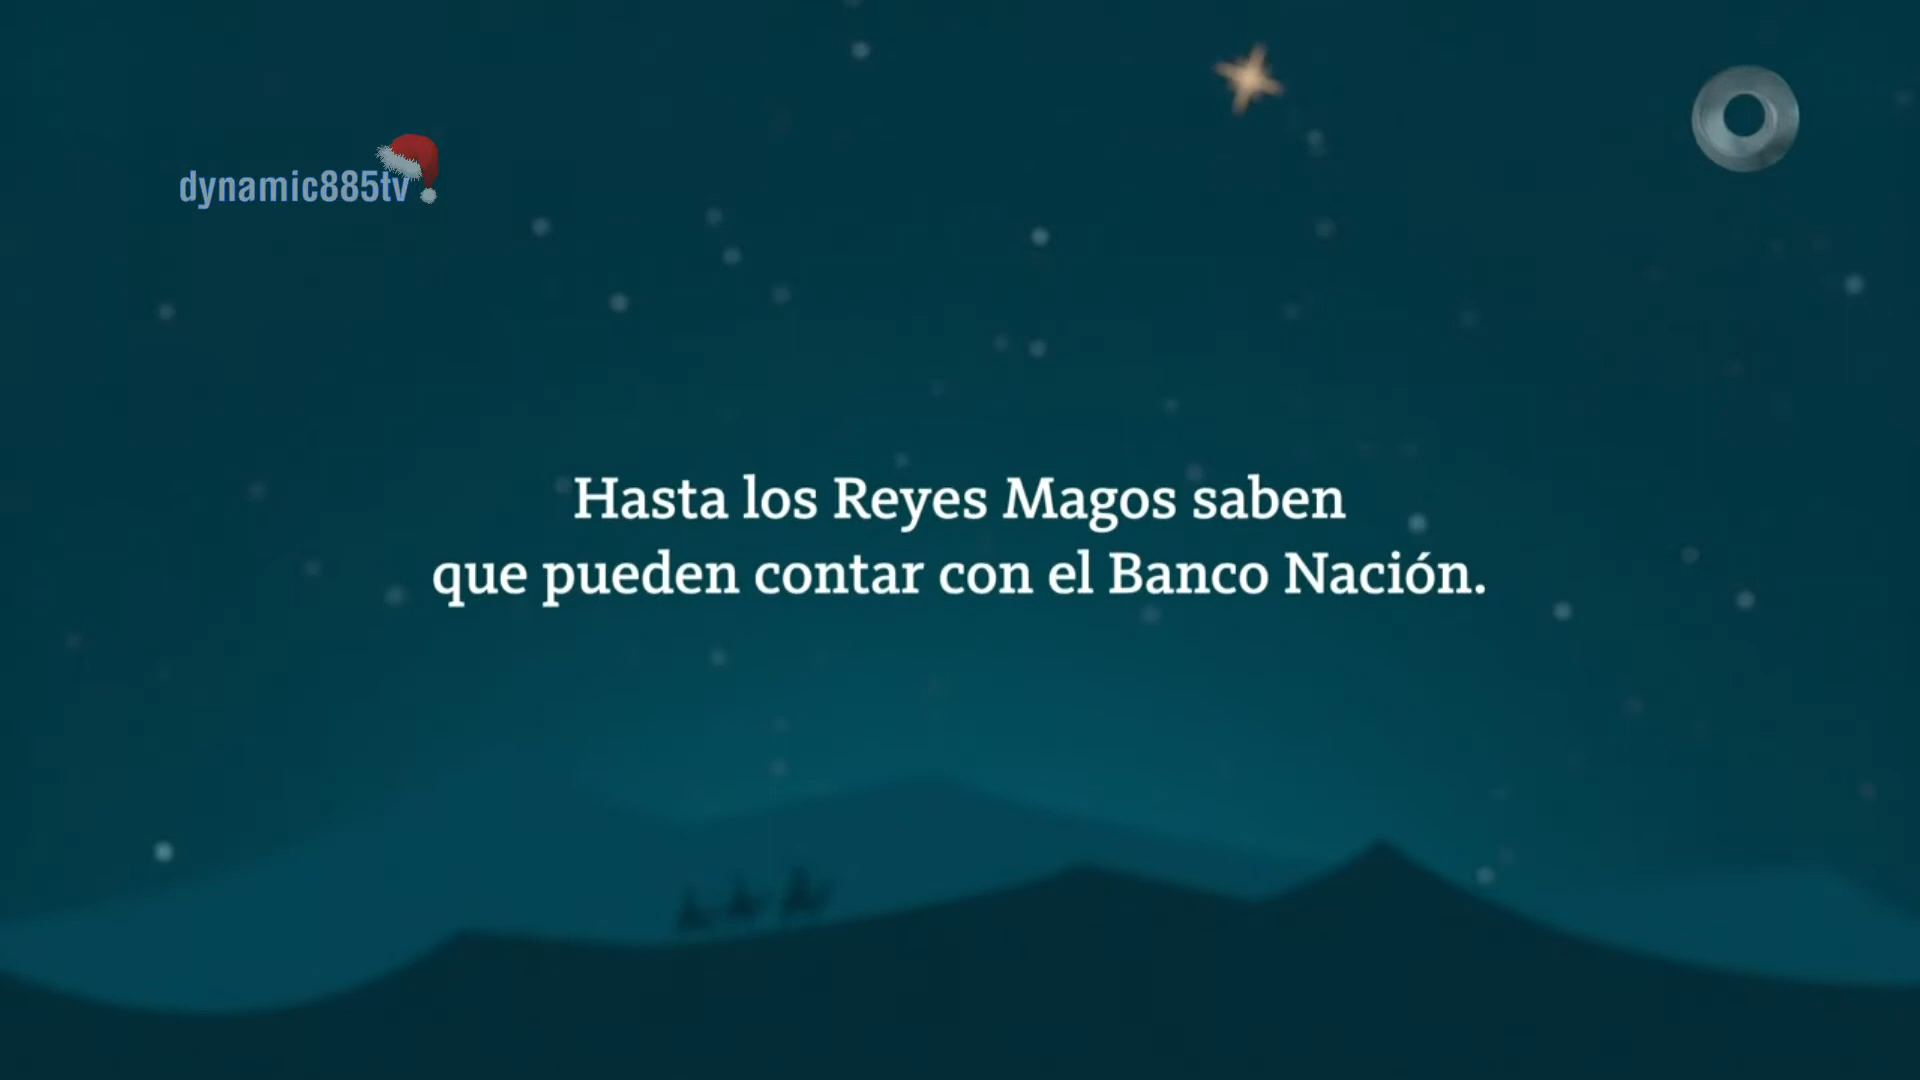 dynamic885tv
Hasta los Reyes Magos saben
que pueden contar con el Banco Nación.